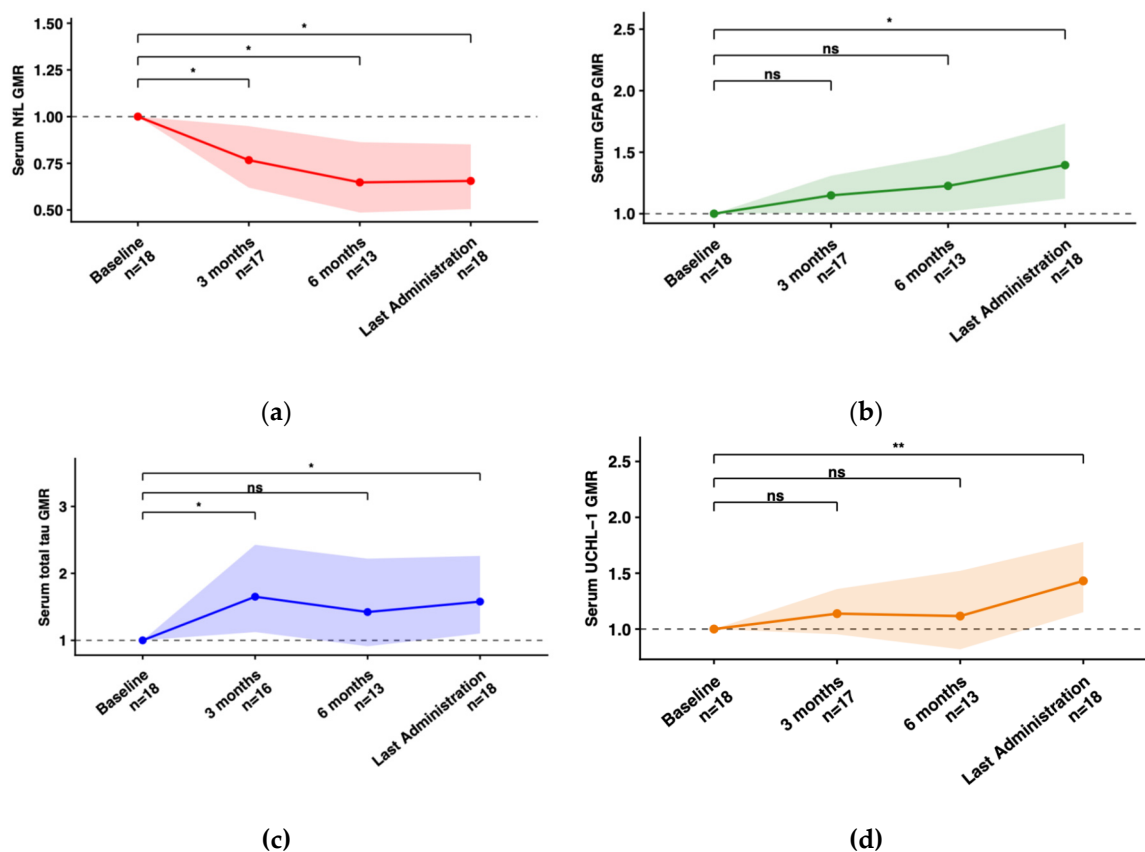 Serum NfL GMR
1.50
1.25
1.00
0.75
0.50
*
*
*
Baseline
n=18
3 months
n=17
6 months
n=13
Last Administration
n=18
(a)
Serum GFAP GMR
2.5
2.0
1.5
1.0
*
ns
ns
Baseline
n=18
3 months
n=17
6 months
n=13
Last Administration
n=18
(b)
Serum total tau GMR
3
2
1
*
ns
*
Baseline
n=18
3 months
n=16
6 months
n=13
Last Administration
n=18
(c)
Serum UCHL-1 GMR
2.5
2.0
1.5
1.0
**
ns
ns
Baseline
n=18
3 months
n=17
6 months
n=13
Last Administration
n=18
(d)